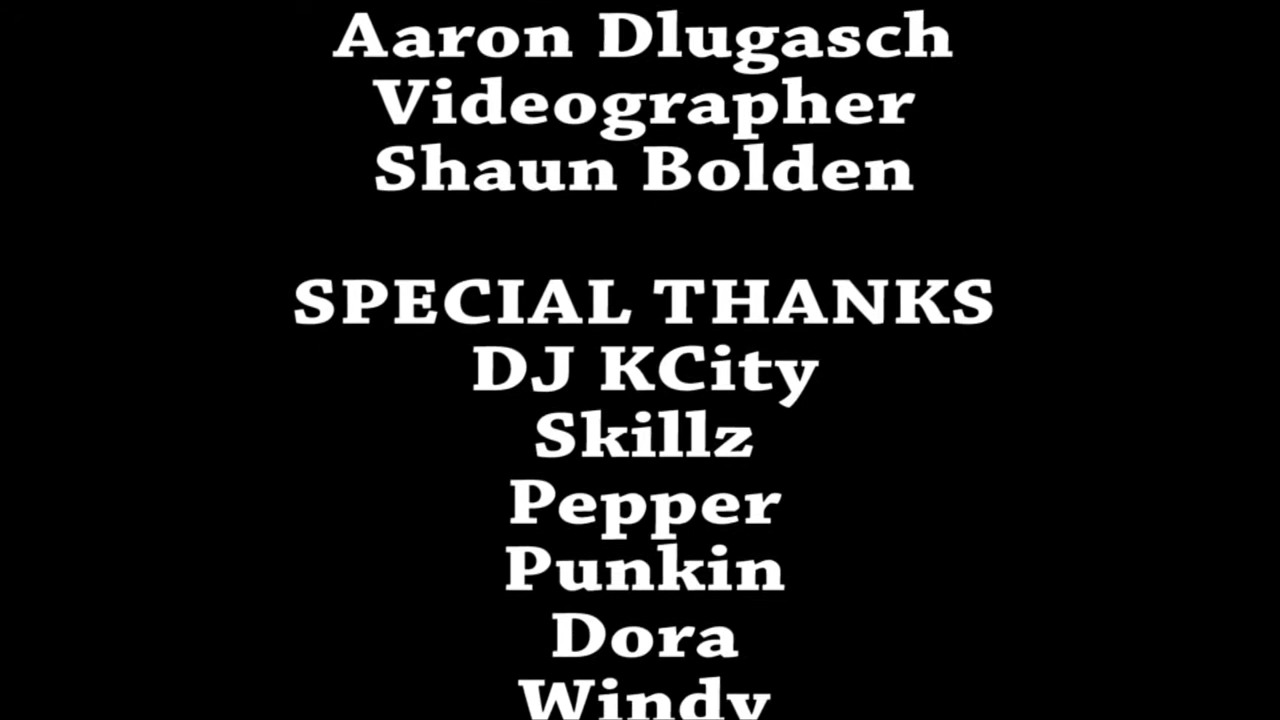 Aaron Dlugasch
Videographer
Shaun Bolden
SPECIAL THANKS
DJ KCity
Skillz
Pepper
Punkin
Dora
Windy